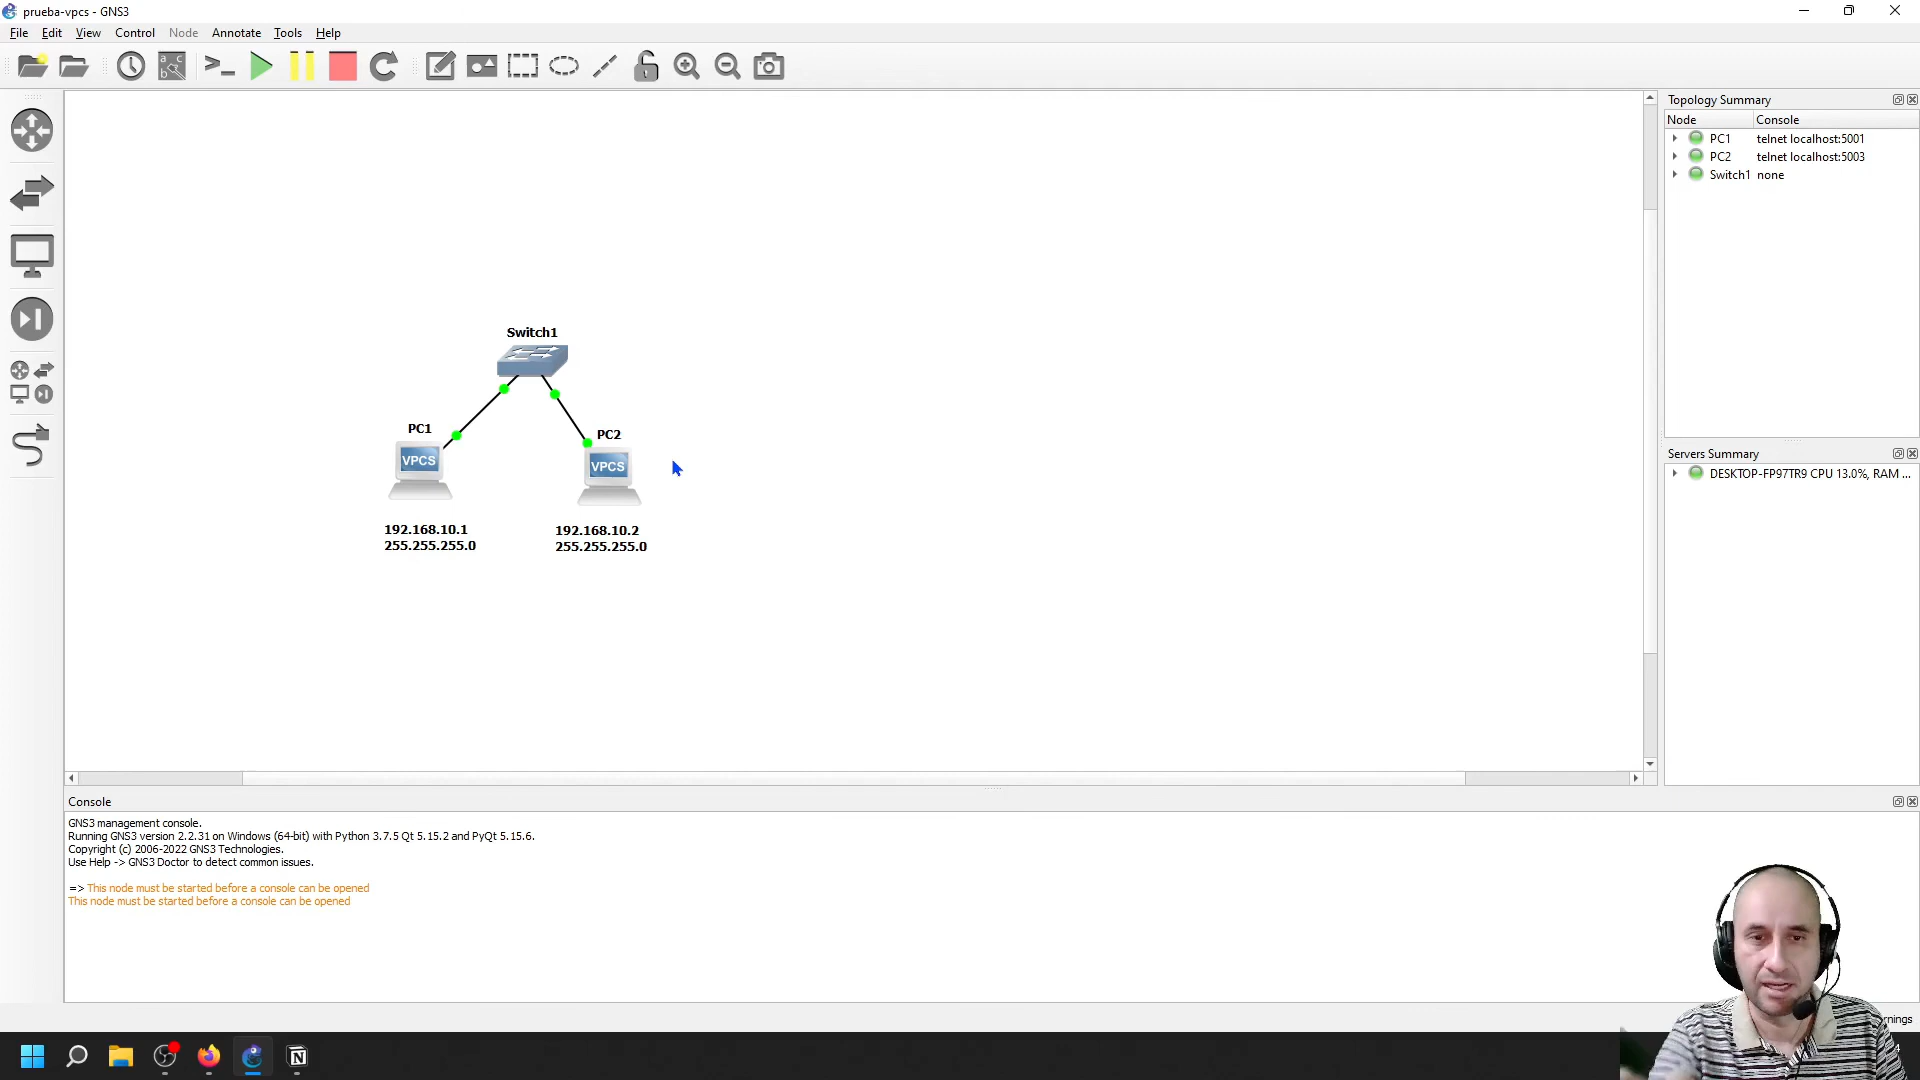 prueba-vpcs - GNS3
File Edit View Control Node Annotate Tools Help
Topology Summary
Node Console
PC1 telnet localhost:5001
PC2 telnet localhost:5003
Switch1 none
Switch1
PC1
PC2
VPCS
VPCS
192.168.10.1
255.255.255.0
192.168.10.2
255.255.255.0
Servers Summary
DESKTOP-FP97TR9 CPU 13.0%, RAM ...
Console
GNS3 management console.
Running GNS3 version 2.2.31 on Windows (64-bit) with Python 3.7.5 Qt 5.15.2 and PyQt 5.15.6.
Copyright (c) 2006-2022 GNS3 Technologies.
Use Help -> GNS3 Doctor to detect common issues.
=> This node must be started before a console can be opened
This node must be started before a console can be opened